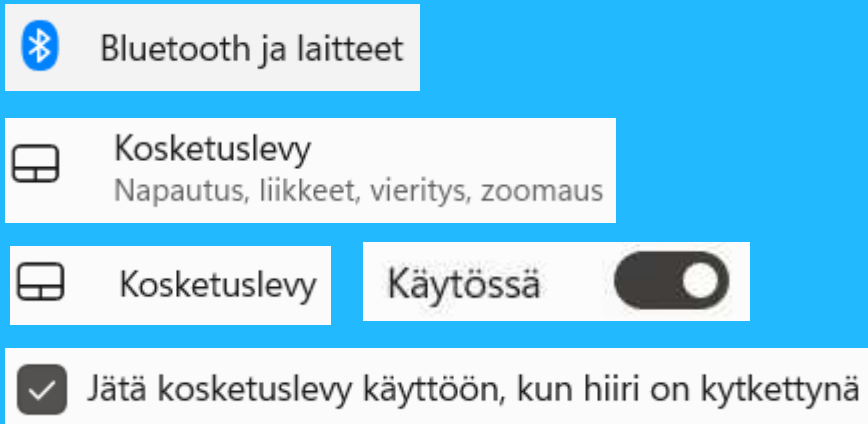 Bluetooth ja laitteet
Kosketuslevy
Napautus, liikkeet, vieritys, zoomaus
Kosketuslevy Käytössä
Jätä kosketuslevy käyttöön, kun hiiri on kytkettynä